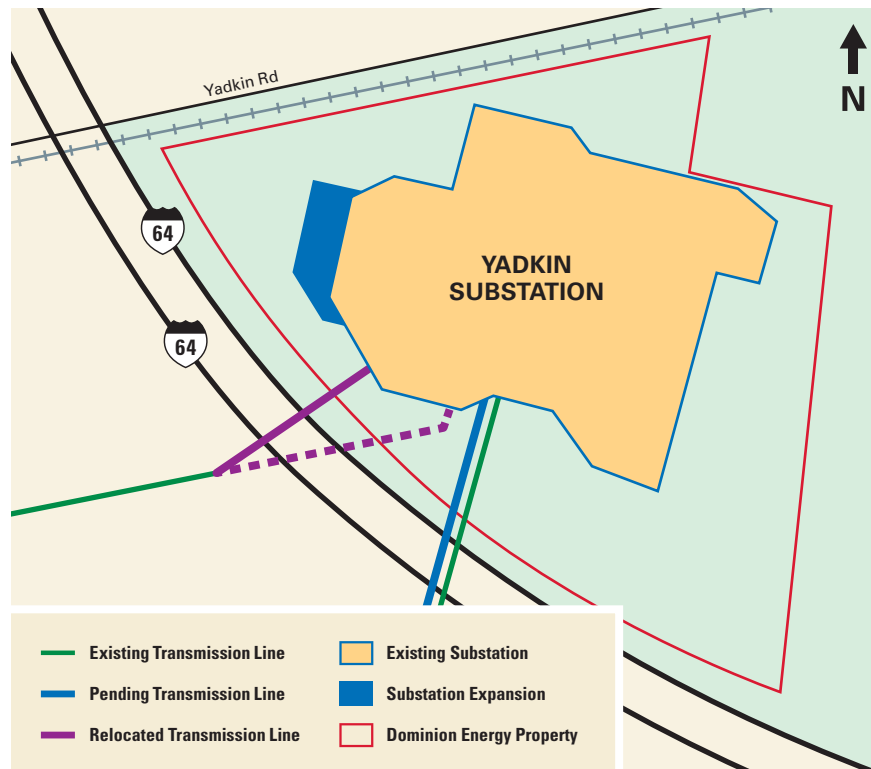 Yadkin Rd
N
64
64
YADKIN
SUBSTATION
Existing Transmission Line
Pending Transmission Line
Relocated Transmission Line
Existing Substation
Substation Expansion
Dominion Energy Property